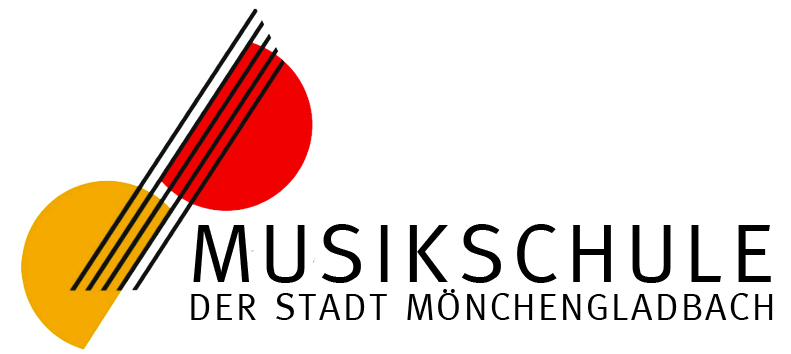 MUSIKSCHULE
DER STADT MÖNCHENGLADBACH